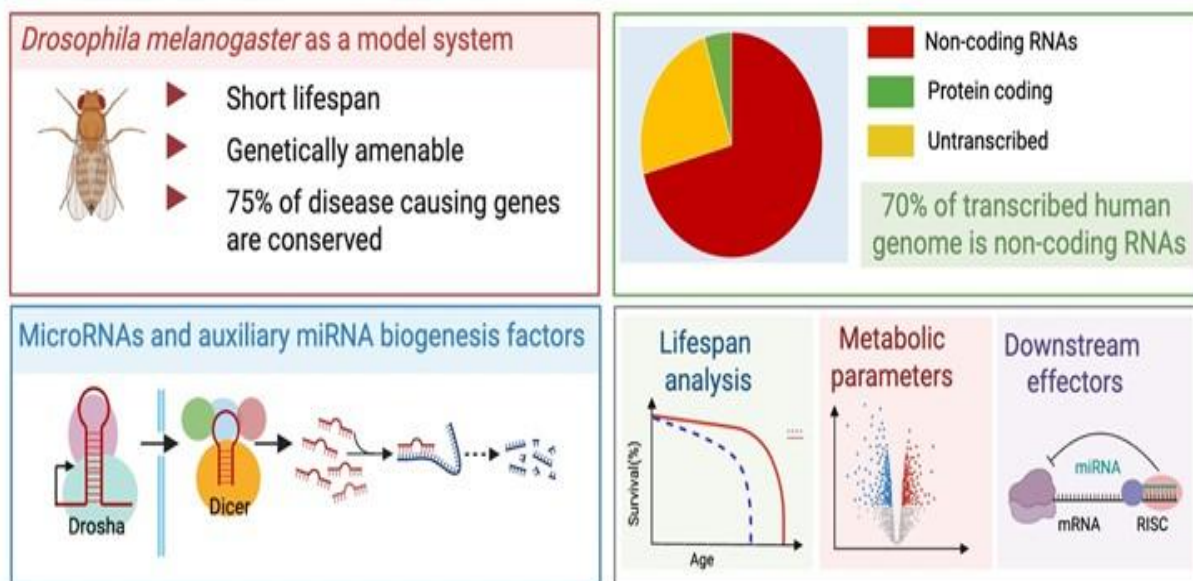 Drosophila melanogaster as a model system
Short lifespan
Genetically amenable
75% of disease causing genes
are conserved
Non-coding RNAs
Protein coding
Untranscribed
70% of transcribed human
genome is non-coding RNAs
MicroRNAs and auxiliary miRNA biogenesis factors
Drosha
Dicer
Lifespan
analysis
Survival(%)
Age
Metabolic
parameters
Downstream
effectors
miRNA
mRNA
RISC